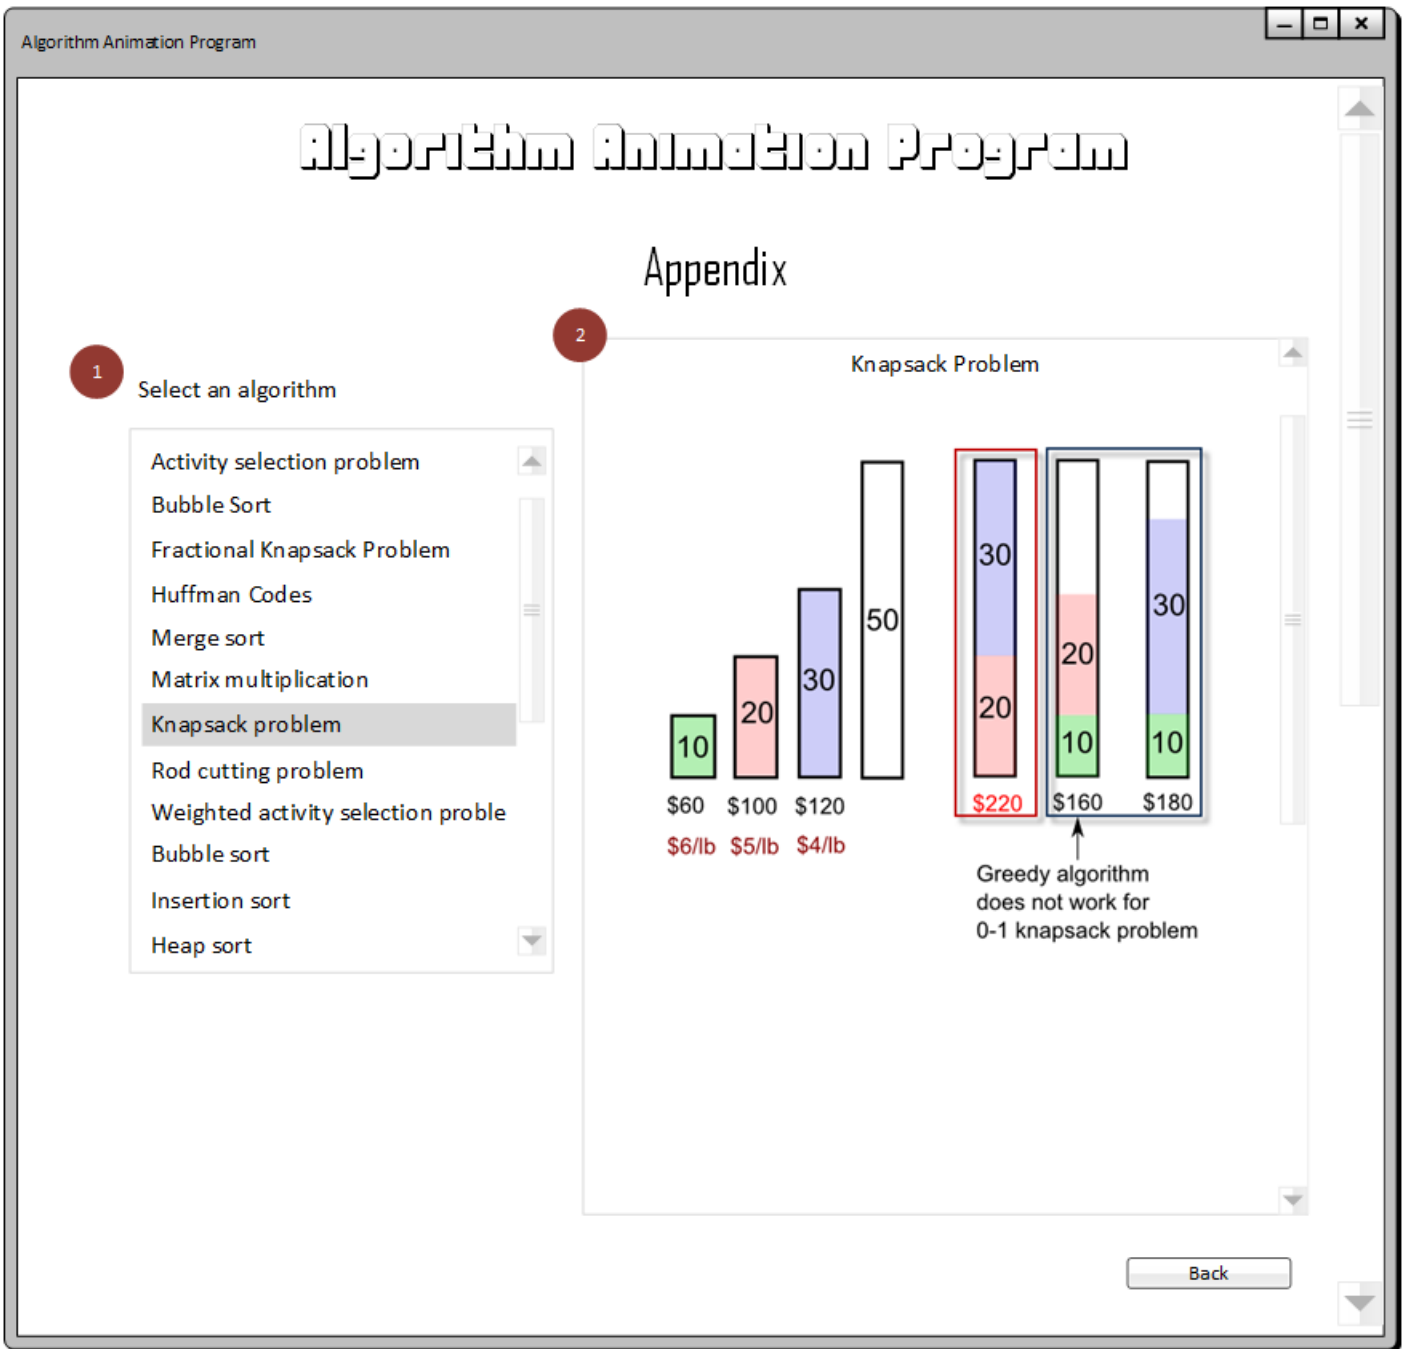 Algorithm Animation Program
Algorithm Animation Program
Appendix
1
Select an algorithm
Activity selection problem
Bubble Sort
Fractional Knapsack Problem
Huffman Codes
Merge sort
Matrix multiplication
Knapsack problem
Rod cutting problem
Weighted activity selection proble
Bubble sort
Insertion sort
Heap sort
2
Knapsack Problem
10
20
30
50
30
20
20
10
30
10
$60 $100 $120
$6/lb $5/lb $4/lb
$220 $160 $180
Greedy algorithm
does not work for
0-1 knapsack problem
Back